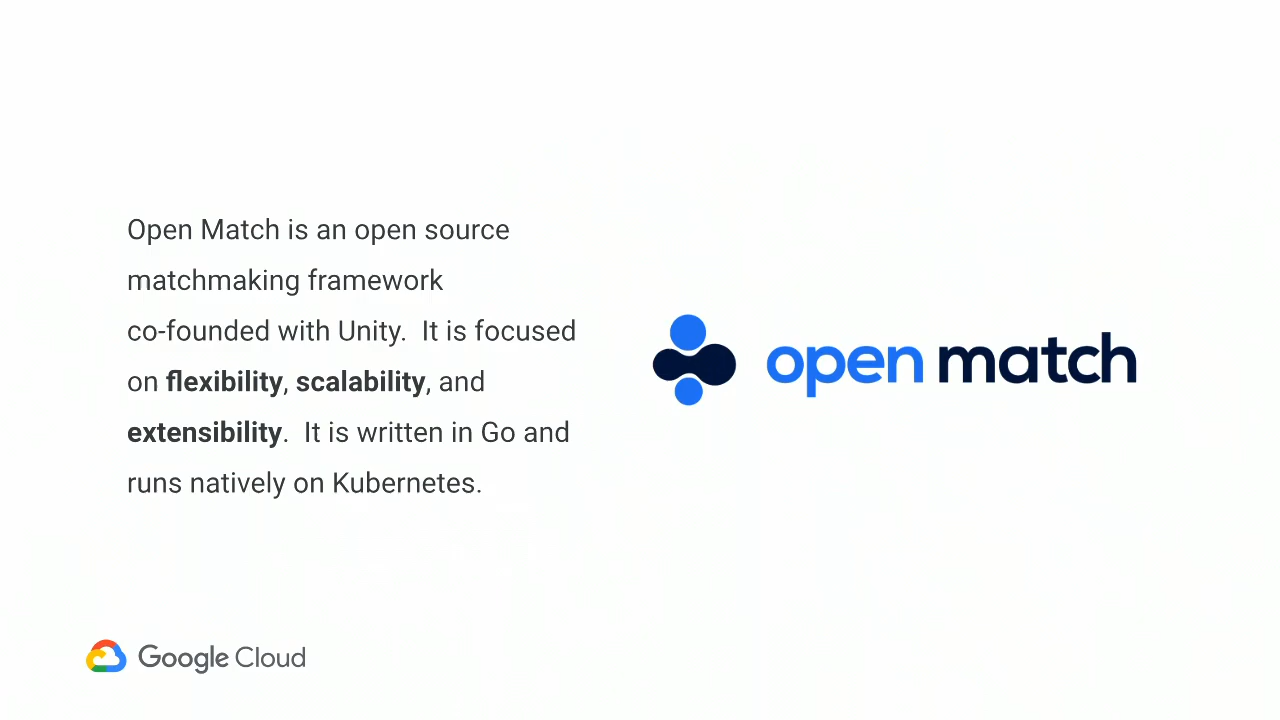 Open Match is an open source
matchmaking framework
co-founded with Unity.  It is focused
on flexibility, scalability, and
extensibility.  It is written in Go and
runs natively on Kubernetes.
open match
Google Cloud